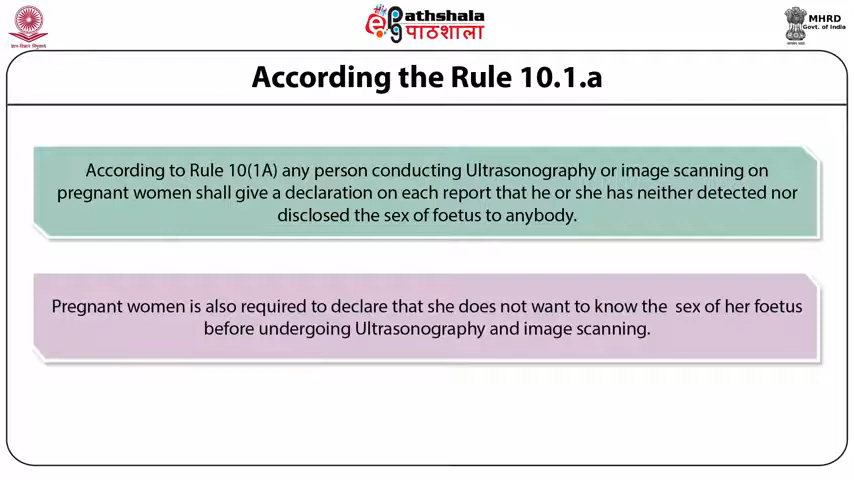 ज्ञान-विज्ञान विमुक्तये
ePathshala
पाठशाला
MHRD
Govt. of India
According the Rule 10.1.a
According to Rule 10(1A) any person conducting Ultrasonography or image scanning on
pregnant women shall give a declaration on each report that he or she has neither detected nor
disclosed the sex of foetus to anybody.
Pregnant women is also required to declare that she does not want to know the sex of her foetus
before undergoing Ultrasonography and image scanning.